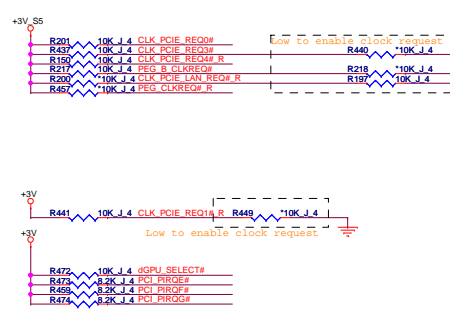 +3V_S5
R201 10K_J_4 CLK_PCIE_REQ0#
Low to enable clock request
R437 10K_J_4 CLK_PCIE_REQ3# R440 *10K_J_4
R150 10K_J_4 CLK_PCIE_REQ4#_R
R217 *10K_J_4 PEG_B_CLKREQ# R218 *10K_J_4
R200 *10K_J_4 CLK_PCIE_LAN_REQ#_R R197 10K_J_4
R457 *10K_J_4 PEG_CLKREQ#_R
+3V
R441 10K_J_4 CLK_PCIE_REQ1#_R R449 *10K_J_4
Low to enable clock request
+3V
R472 10K_J_4 dGPU_SELECT#
R473 8.2K_J_4 PCI_PIRQE#
R459 8.2K_J_4 PCI_PIRQF#
R474 8.2K_J_4 PCI_PIRQG#